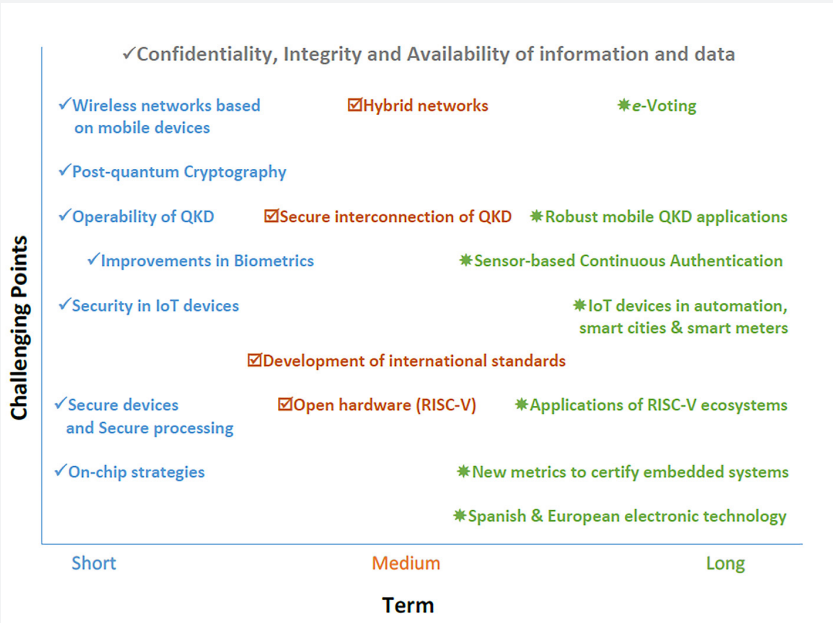 ✓Confidentiality, Integrity and Availability of information and data
✓Wireless networks based
on mobile devices
☑Hybrid networks
✷e-Voting
✓Post-quantum Cryptography
✓Operability of QKD
☑Secure interconnection of QKD
✷Robust mobile QKD applications
✓Improvements in Biometrics
✷Sensor-based Continuous Authentication
✓Security in IoT devices
✷IoT devices in automation,
smart cities & smart meters
☑Development of international standards
✓Secure devices
and Secure processing
☑Open hardware (RISC-V)
✷Applications of RISC-V ecosystems
✓On-chip strategies
✷New metrics to certify embedded systems
✷Spanish & European electronic technology
Challenging Points
Short
Medium
Long
Term